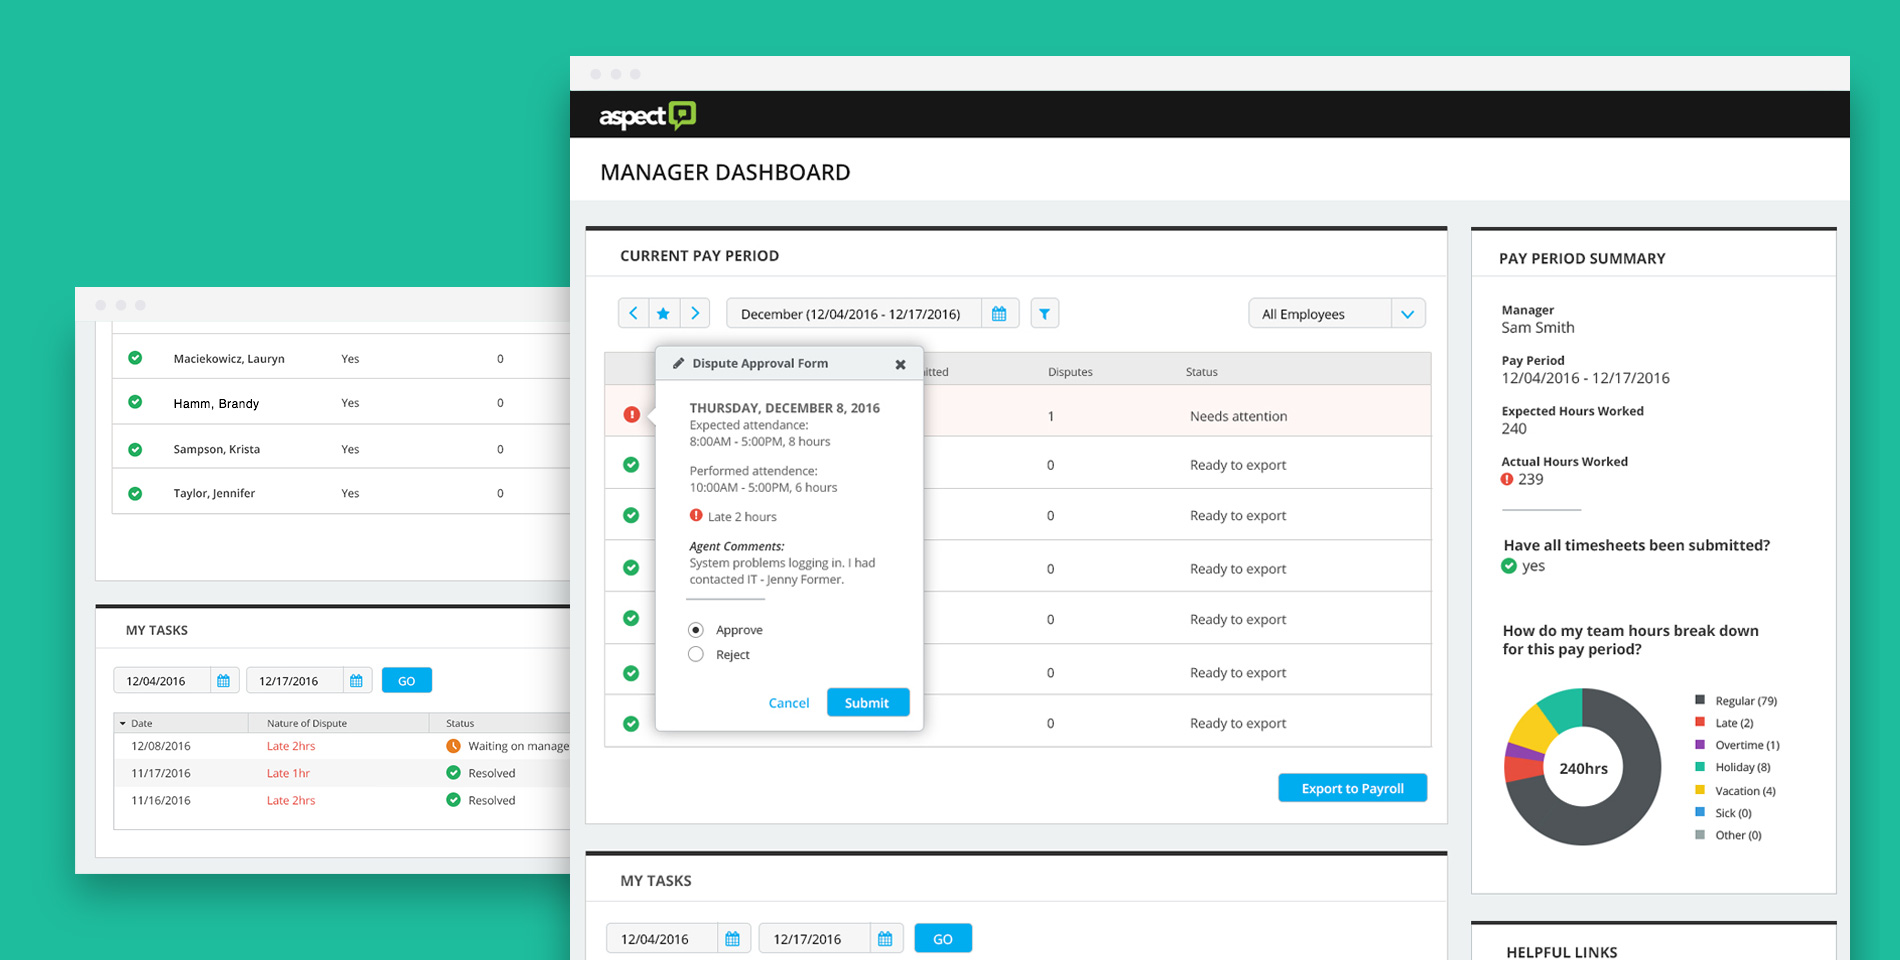 Maciekowicz, Lauryn Yes 0
Hamm, Brandy Yes 0
Sampson, Krista Yes 0
Taylor, Jennifer Yes 0
MY TASKS
12/04/2016 12/17/2016 GO
Date Nature of Dispute Status
12/08/2016 Late 2hrs Waiting on manage
11/17/2016 Late 1hr Resolved
11/16/2016 Late 2hrs Resolved
aspect
MANAGER DASHBOARD
CURRENT PAY PERIOD
December (12/04/2016 - 12/17/2016) All Employees
itted Disputes Status
1 Needs attention
0 Ready to export
0 Ready to export
0 Ready to export
0 Ready to export
0 Ready to export
0 Ready to export
Dispute Approval Form
THURSDAY, DECEMBER 8, 2016
Expected attendance:
8:00AM - 5:00PM, 8 hours
Performed attendence:
10:00AM - 5:00PM, 6 hours
Late 2 hours
Agent Comments:
System problems logging in. I had
contacted IT - Jenny Former.
Approve
Reject
Cancel Submit
Export to Payroll
MY TASKS
12/04/2016 12/17/2016 GO
PAY PERIOD SUMMARY
Manager
Sam Smith
Pay Period
12/04/2016 - 12/17/2016
Expected Hours Worked
240
Actual Hours Worked
239
Have all timesheets been submitted?
yes
How do my team hours break down
for this pay period?
240hrs
Regular (79)
Late (2)
Overtime (1)
Holiday (8)
Vacation (4)
Sick (0)
Other (0)
HELPFUL LINKS